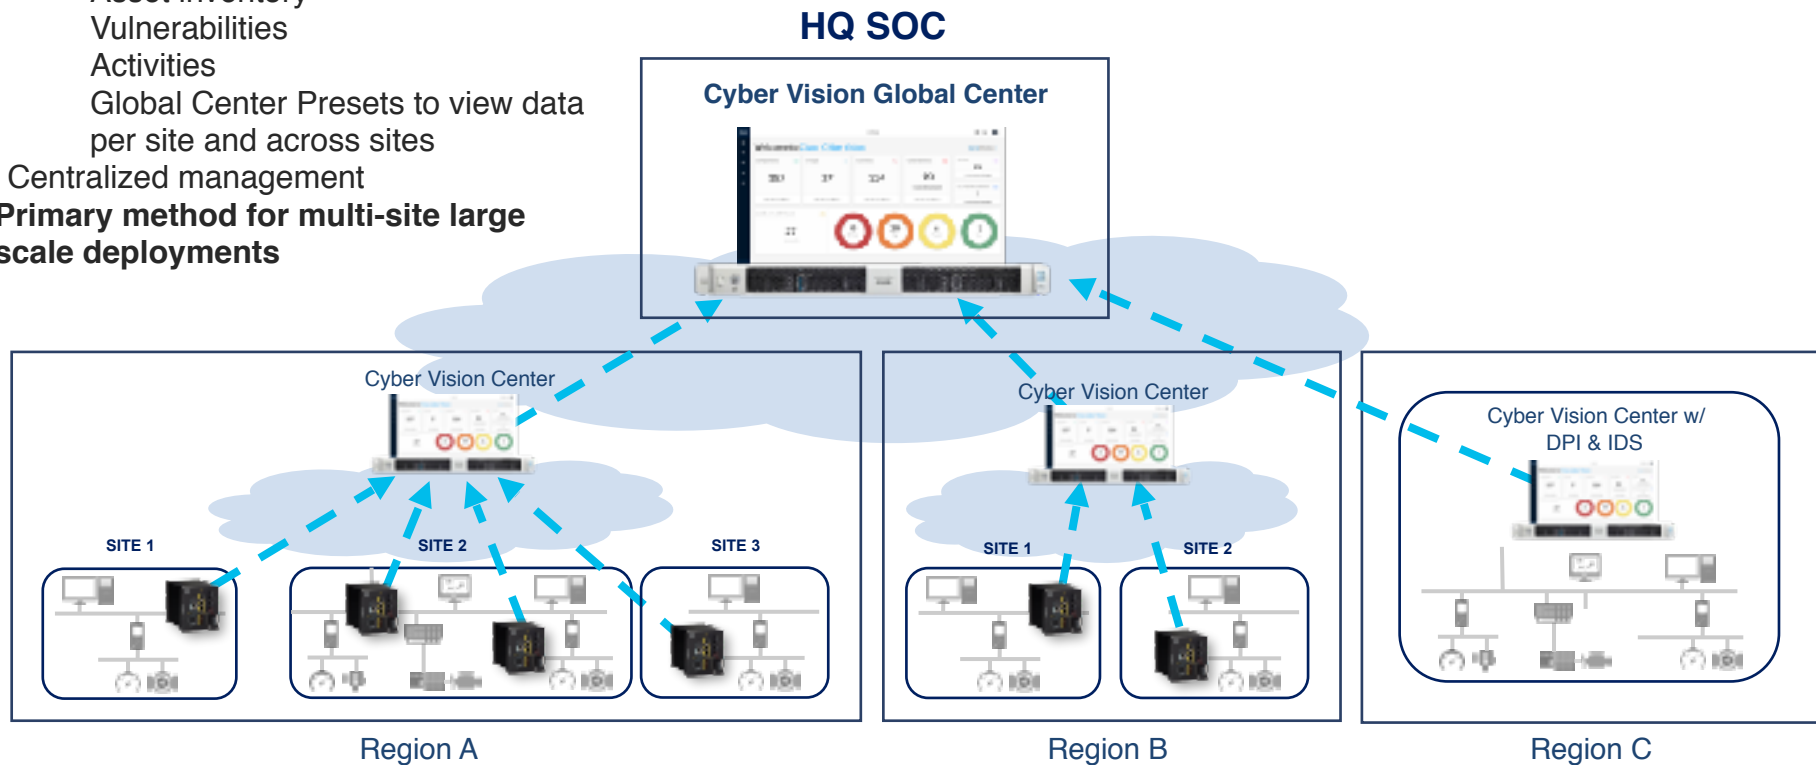 Asset Inventory
Vulnerabilities
Activities
Global Center Presets to view data
per site and across sites
Centralized management
Primary method for multi-site large
scale deployments
HQ SOC
Cyber Vision Global Center
Cyber Vision Center
SITE 1
SITE 2
SITE 3
Region A
Cyber Vision Center
SITE 1
SITE 2
Region B
Cyber Vision Center w/
DPI & IDS
Region C